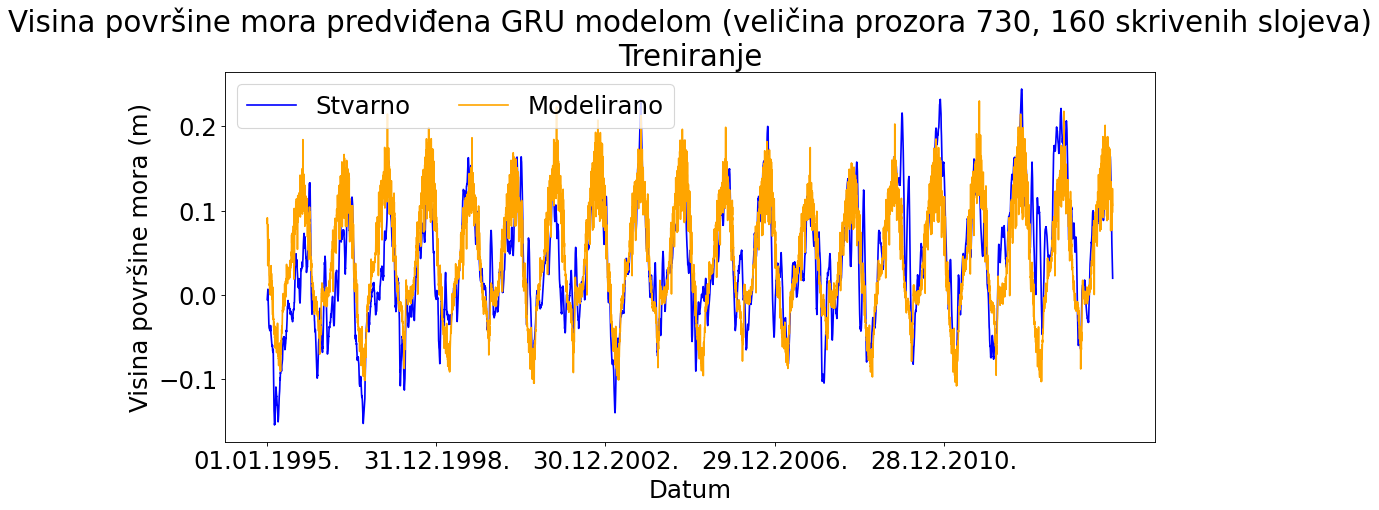 Visina površine mora predviđena GRU modelom (veličina prozora 730, 160 skrivenih slojeva)
Treniranje
Stvarno Modelirano
Visina površine mora (m)
0.2
0.1
0.0
−0.1
01.01.1995. 31.12.1998. 30.12.2002. 29.12.2006. 28.12.2010.
Datum